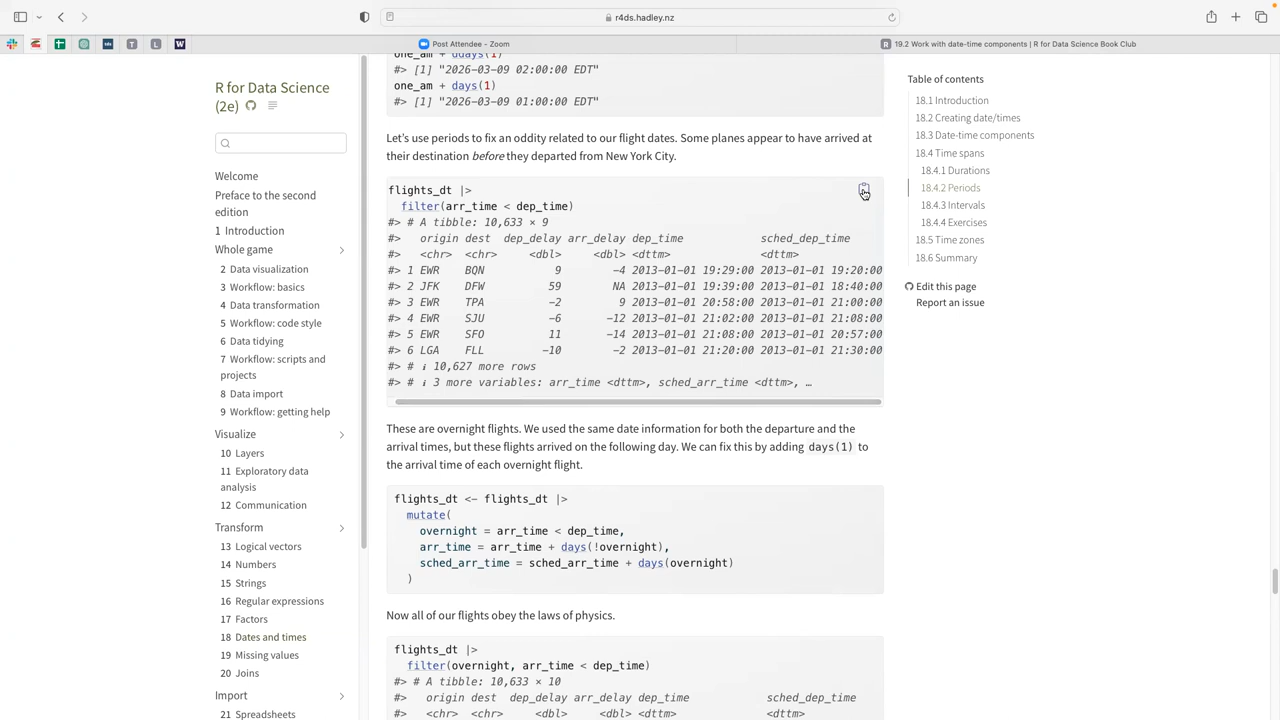 r4ds.hadley.nz
Post Attendee - Zoom
19.2 Work with date-time components | R for Data Science Book Club
R for Data Science
(2e)
Welcome
Preface to the second
edition
1 Introduction
Whole game
2 Data visualization
3 Workflow: basics
4 Data transformation
5 Workflow: code style
6 Data tidying
7 Workflow: scripts and
projects
8 Data import
9 Workflow: getting help
Visualize
10 Layers
11 Exploratory data
analysis
12 Communication
Transform
13 Logical vectors
14 Numbers
15 Strings
16 Regular expressions
17 Factors
18 Dates and times
19 Missing values
20 Joins
Import
21 Spreadsheets
one_am + ddays(1)
#> [1] "2026-03-09 02:00:00 EDT"
one_am + days(1)
#> [1] "2026-03-09 01:00:00 EDT"
Let's use periods to fix an oddity related to our flight dates. Some planes appear to have arrived at
their destination before they departed from New York City.
flights_dt |>
filter(arr_time < dep_time)
#> # A tibble: 10,633 × 9
#> origin dest dep_delay arr_delay dep_time sched_dep_time
#> <chr> <chr> <dbl> <dbl> <dttm> <dttm>
#> 1 EWR BQN 9 -4 2013-01-01 19:29:00 2013-01-01 19:20:00
#> 2 JFK DFW 59 NA 2013-01-01 19:39:00 2013-01-01 18:40:00
#> 3 EWR TPA -2 9 2013-01-01 20:58:00 2013-01-01 21:00:00
#> 4 EWR SJU -6 -12 2013-01-01 21:02:00 2013-01-01 21:08:00
#> 5 EWR SFO 11 -14 2013-01-01 21:08:00 2013-01-01 20:57:00
#> 6 LGA FLL -10 -2 2013-01-01 21:20:00 2013-01-01 21:30:00
#> # ℹ 10,627 more rows
#> # ℹ 3 more variables: arr_time <dttm>, sched_arr_time <dttm>, …
These are overnight flights. We used the same date information for both the departure and the
arrival times, but these flights arrived on the following day. We can fix this by adding days(1) to
the arrival time of each overnight flight.
flights_dt <- flights_dt |>
mutate(
overnight = arr_time < dep_time,
arr_time = arr_time + days(!overnight),
sched_arr_time = sched_arr_time + days(overnight)
)
Now all of our flights obey the laws of physics.
flights_dt |>
filter(overnight, arr_time < dep_time)
#> # A tibble: 10,633 × 10
#> origin dest dep_delay arr_delay dep_time sched_dep_time
#> <chr> <chr> <dbl> <dbl> <dttm> <dttm>
Table of contents
18.1 Introduction
18.2 Creating date/times
18.3 Date-time components
18.4 Time spans
18.4.1 Durations
18.4.2 Periods
18.4.3 Intervals
18.4.4 Exercises
18.5 Time zones
18.6 Summary
Edit this page
Report an issue